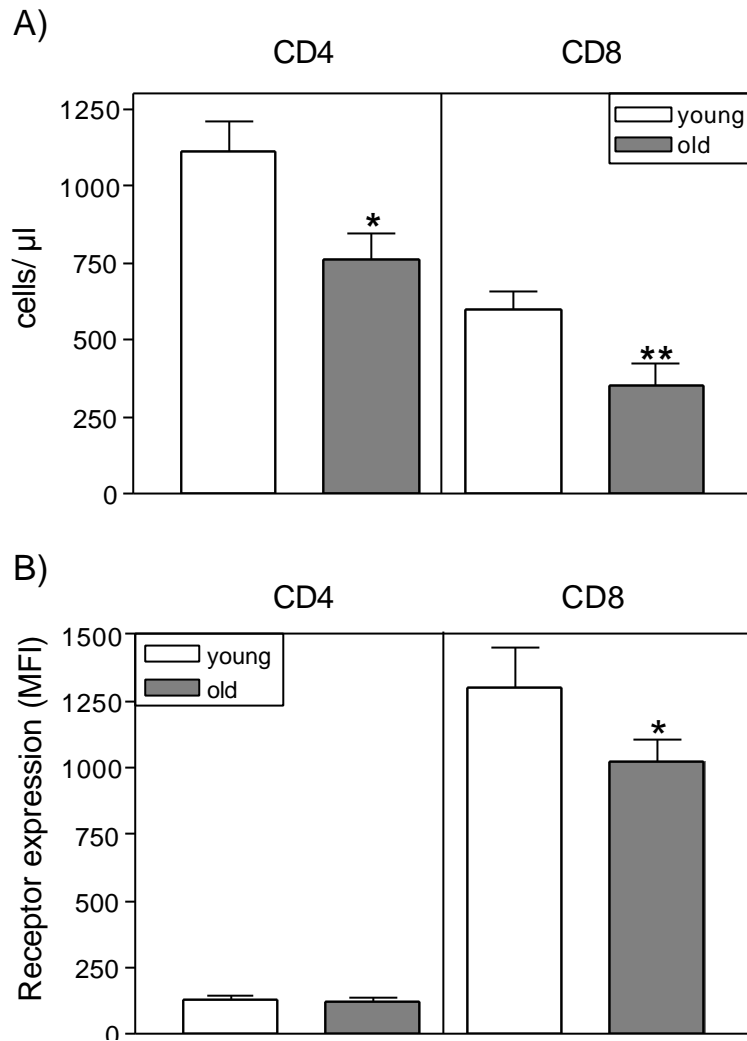 A)
CD4 CD8
1250
1000
750
500
250
0
cells/ µl
young
old
*
**
B)
CD4 CD8
1500
1250
1000
750
500
250
0
Receptor expression (MFI)
young
old
*